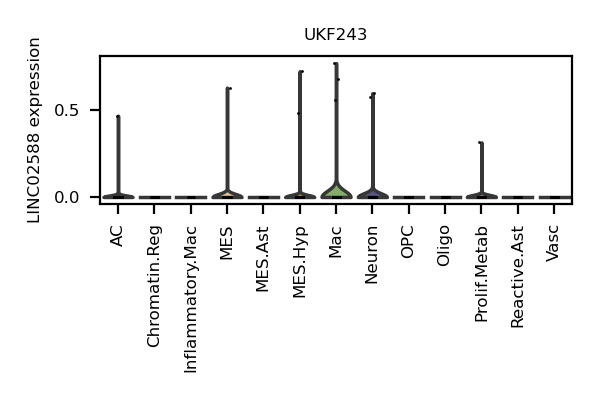 UKF243
LINC02588 expression
0.5
0.0
AC
Chromatin.Reg
Inflammatory.Mac
MES
MES.Ast
MES.Hyp
Mac
Neuron
OPC
Oligo
Prolif.Metab
Reactive.Ast
Vasc